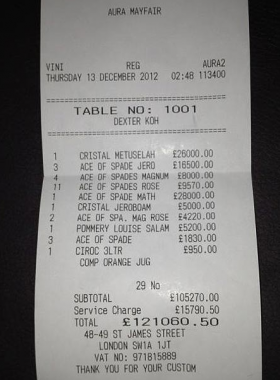 AURA MAYFAIR
VINI REG AURA2
THURSDAY 13 DECEMBER 2012 02:48 113400
TABLE NO: 1001
DEXTER KOH
1 CRISTAL METUSELAH £26000.00
3 ACE OF SPADE JERO £16500.00
4 ACE OF SPADES MAGNUM £8000.00
11 ACE OF SPADES ROSE £9570.00
1 ACE OF SPADE MATH £28000.00
1 CRISTAL JEROBOAM £5000.00
2 ACE OF SPA. MAG ROSE £4220.00
1 POMMERY LOUISE SALAM £5200.00
3 ACE OF SPADE £1830.00
1 CIROC 3LTR £950.00
COMP ORANGE JUG
29 No
SUBTOTAL £105270.00
Service Charge £15790.50
TOTAL £121060.50
48-49 ST JAMES STREET
LONDON SW1A 1JT
VAT NO: 971815889
THANK YOU FOR YOUR CUSTOM